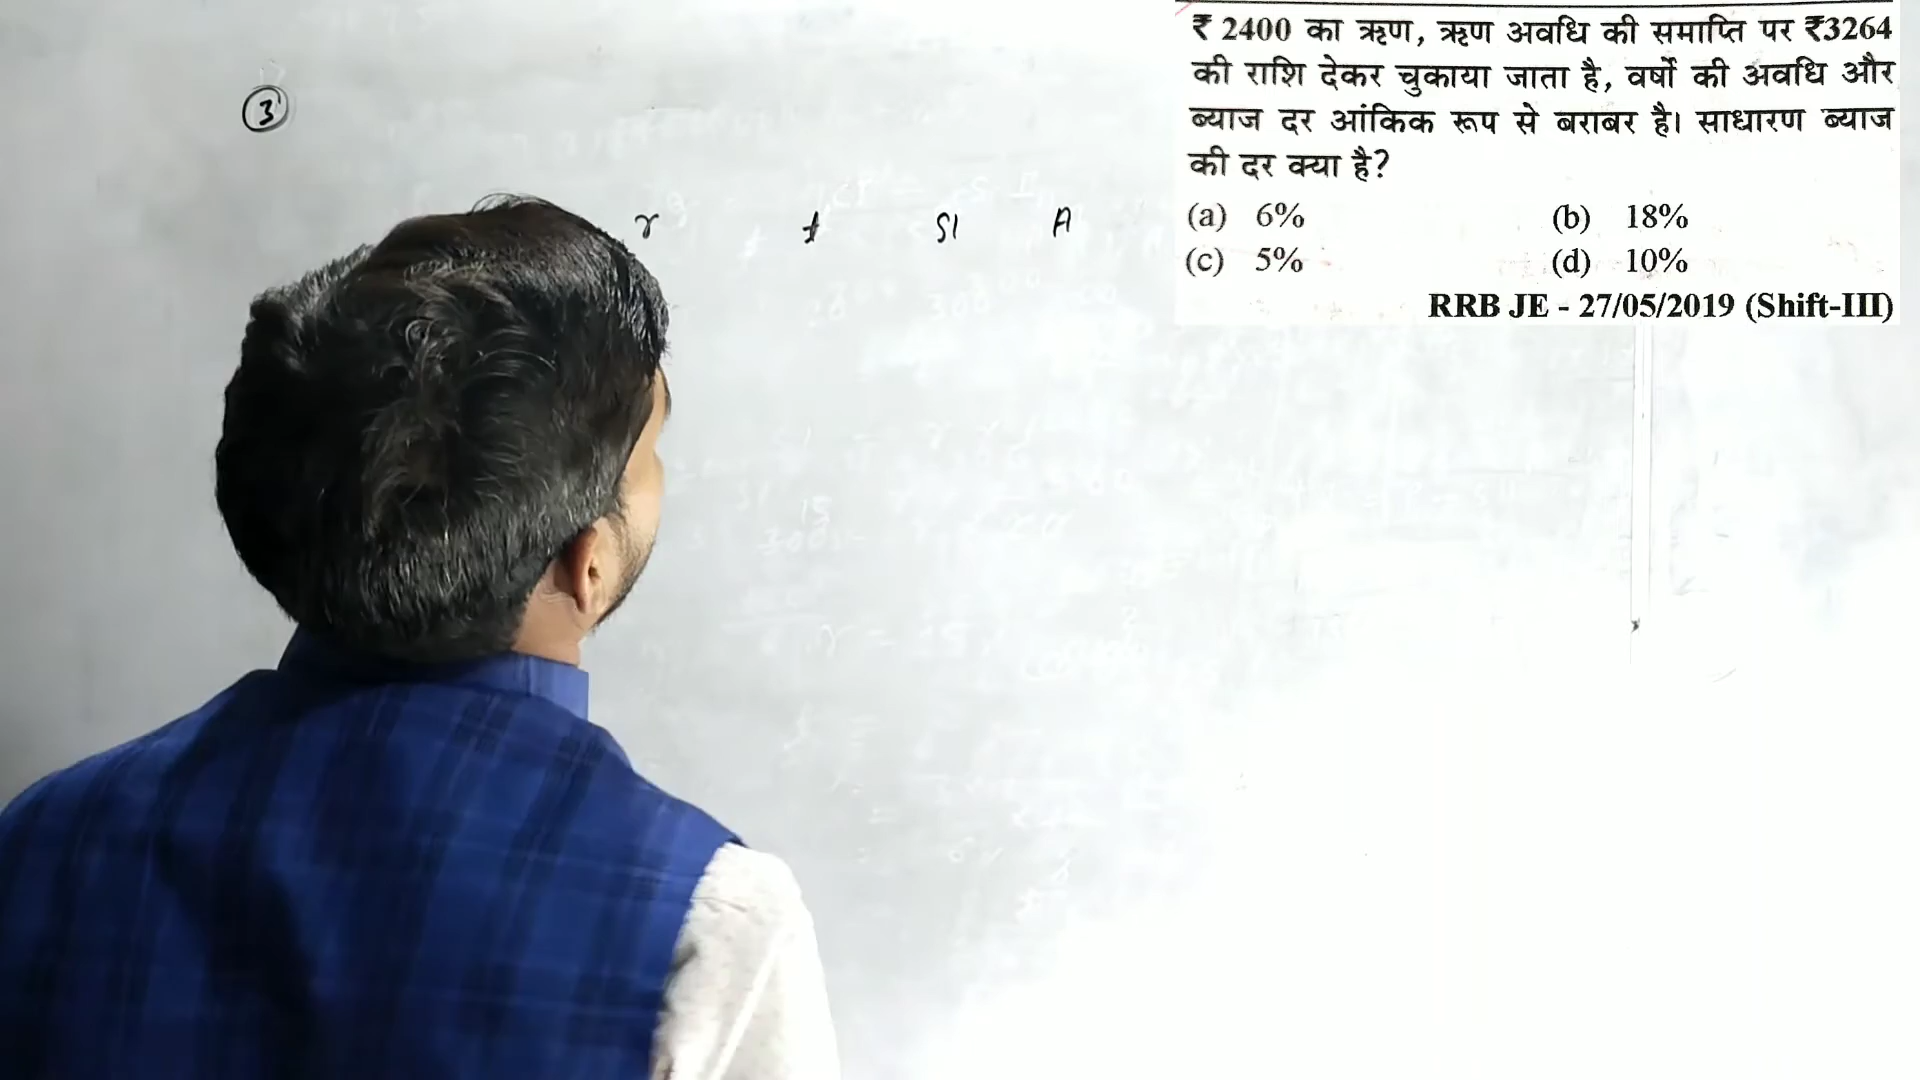 ₹ 2400 का ऋण, ऋण अवधि की समाप्ति पर ₹3264
की राशि देकर चुकाया जाता है, वर्षो की अवधि और
ब्याज दर आंकिक रूप से बराबर है। साधारण ब्याज
की दर क्या है?
(a) 6% (b) 18%
(c) 5% (d) 10%
RRB JE - 27/05/2019 (Shift-III)
3
r t SI A